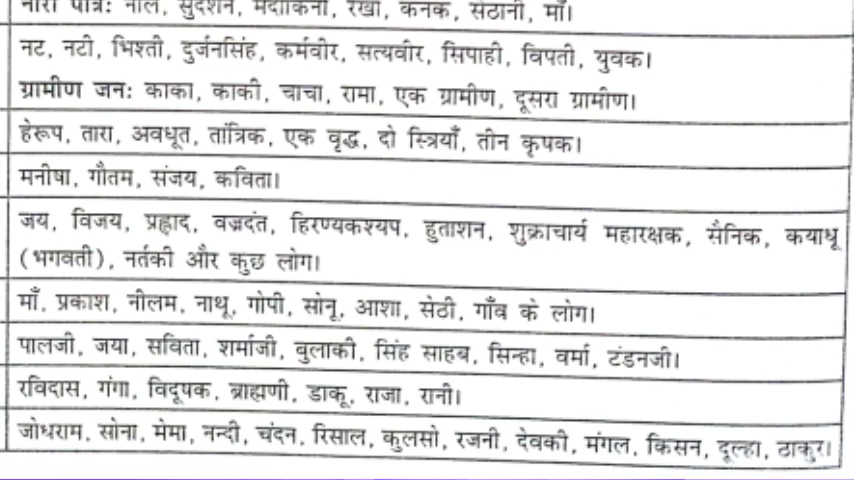 नारी पात्रः नील, सुदर्शन, मंदाकिनी, रेखा, कनक, सेठानी, माँ।
नट, नटी, भिश्ती, दुर्जनसिंह, कर्मवीर, सत्यवीर, सिपाही, विपती, युवक।
ग्रामीण जनः काका, काकी, चाचा, रामा, एक ग्रामीण, दूसरा ग्रामीण।
हेरूप, तारा, अवधूत, तांत्रिक, एक वृद्ध, दो स्त्रियाँ, तीन कृषक।
मनीषा, गौतम, संजय, कविता।
जय, विजय, प्रह्लाद, वज्रदंत, हिरण्यकश्यप, हुताशन, शुक्राचार्य महारक्षक, सैनिक, कयाधू
(भगवती), नर्तकी और कुछ लोग।
माँ, प्रकाश, नीलम, नाथू, गोपी, सोनू, आशा, सेठी, गाँव के लोग।
पालजी, जया, सविता, शर्माजी, बुलाकी, सिंह साहब, सिन्हा, वर्मा, टंडनजी।
रविदास, गंगा, विदूषक, ब्राह्मणी, डाकू, राजा, रानी।
जोधराम, सोना, मेमा, नन्दी, चंदन, रिसाल, कुलसो, रजनी, देवकी, मंगल, किसन, दूल्हा, ठाकुर।